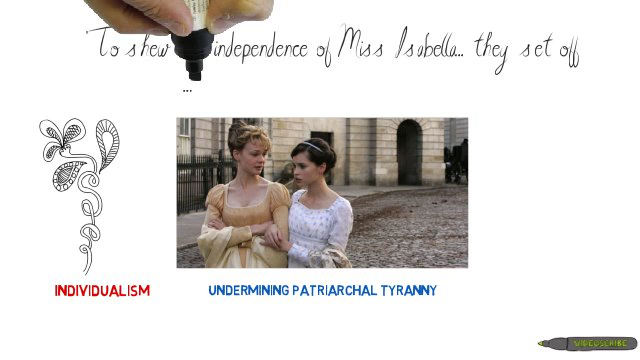 "To shew independence of Miss Isabella... they set off
...
INDIVIDUALISM
UNDERMINING PATRIARCHAL TYRANNY
VIDEOSCRIBE